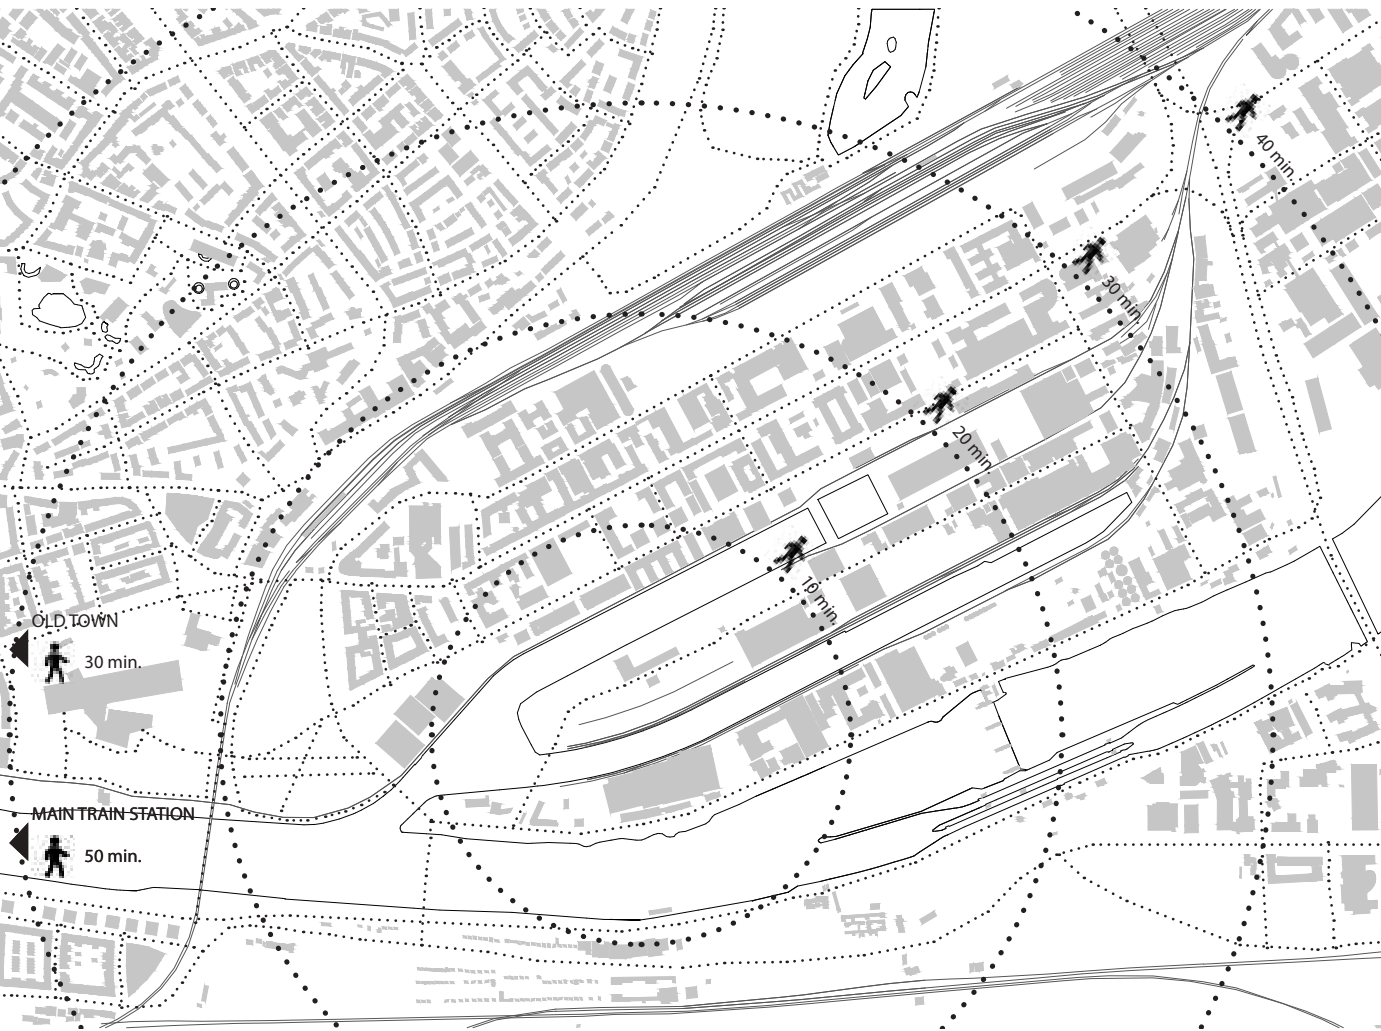 40 min.
30 min.
20 min.
10 min.
OLD TOWN
30 min.
MAIN TRAIN STATION
50 min.